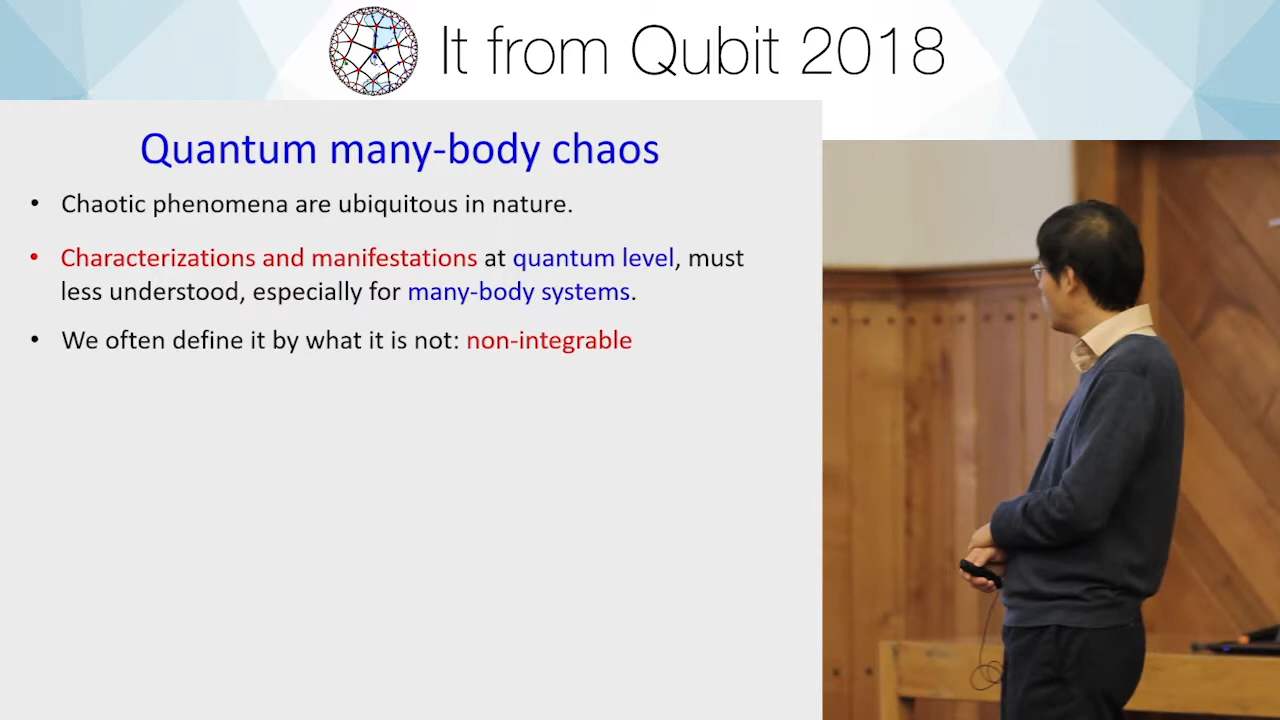 It from Qubit 2018
Quantum many-body chaos
• Chaotic phenomena are ubiquitous in nature.
• Characterizations and manifestations at quantum level, must
less understood, especially for many-body systems.
• We often define it by what it is not: non-integrable